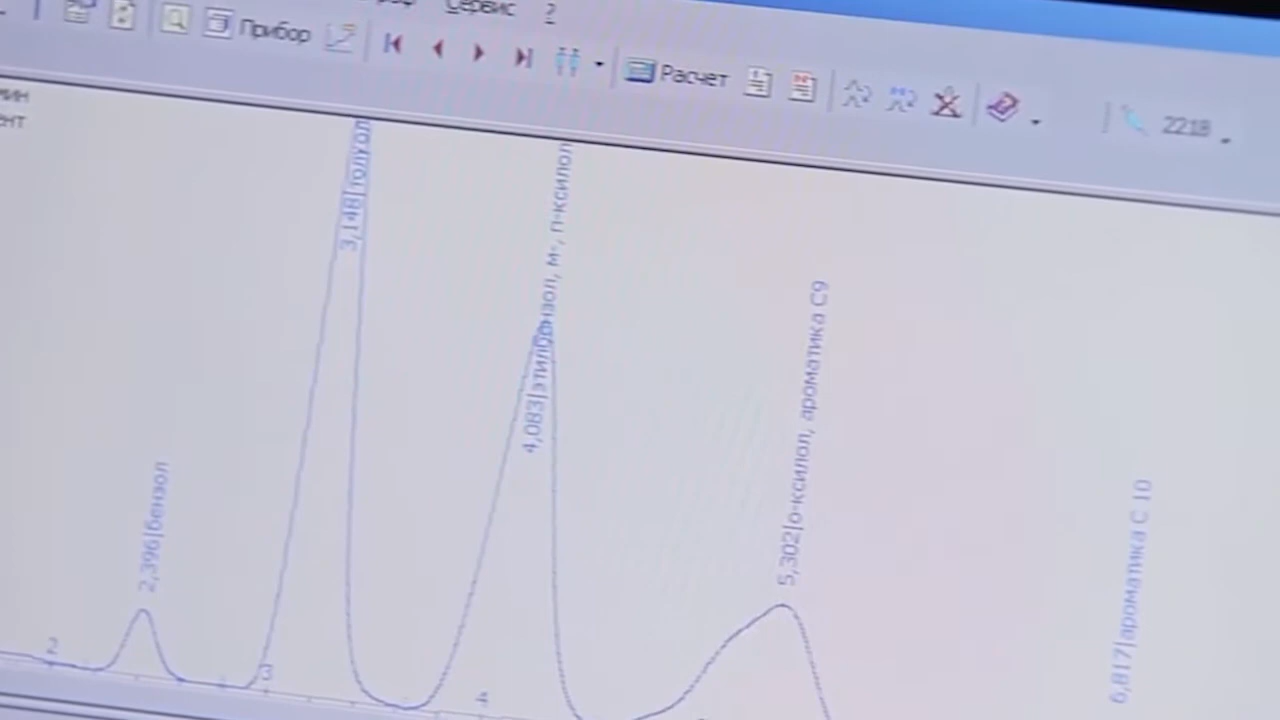 Сервис ?
Прибор
Расчет
2218
3,148|толуол
4,083|этилбензол, м-, п-ксилол
5,302|о-ксилол, ароматика С9
2,396|бензол
6,817|ароматика С 10
2
3
4